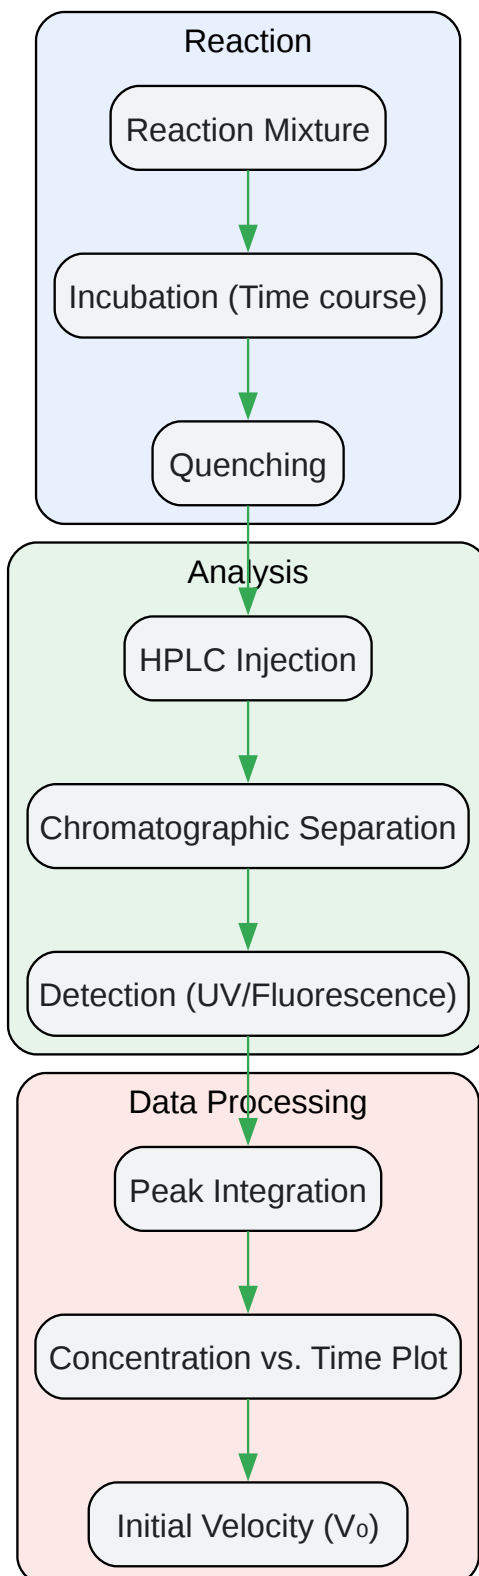 Reaction
Reaction Mixture
Incubation (Time course)
Quenching
Analysis
HPLC Injection
Chromatographic Separation
Detection (UV/Fluorescence)
Data Processing
Peak Integration
Concentration vs. Time Plot
Initial Velocity (V₀)